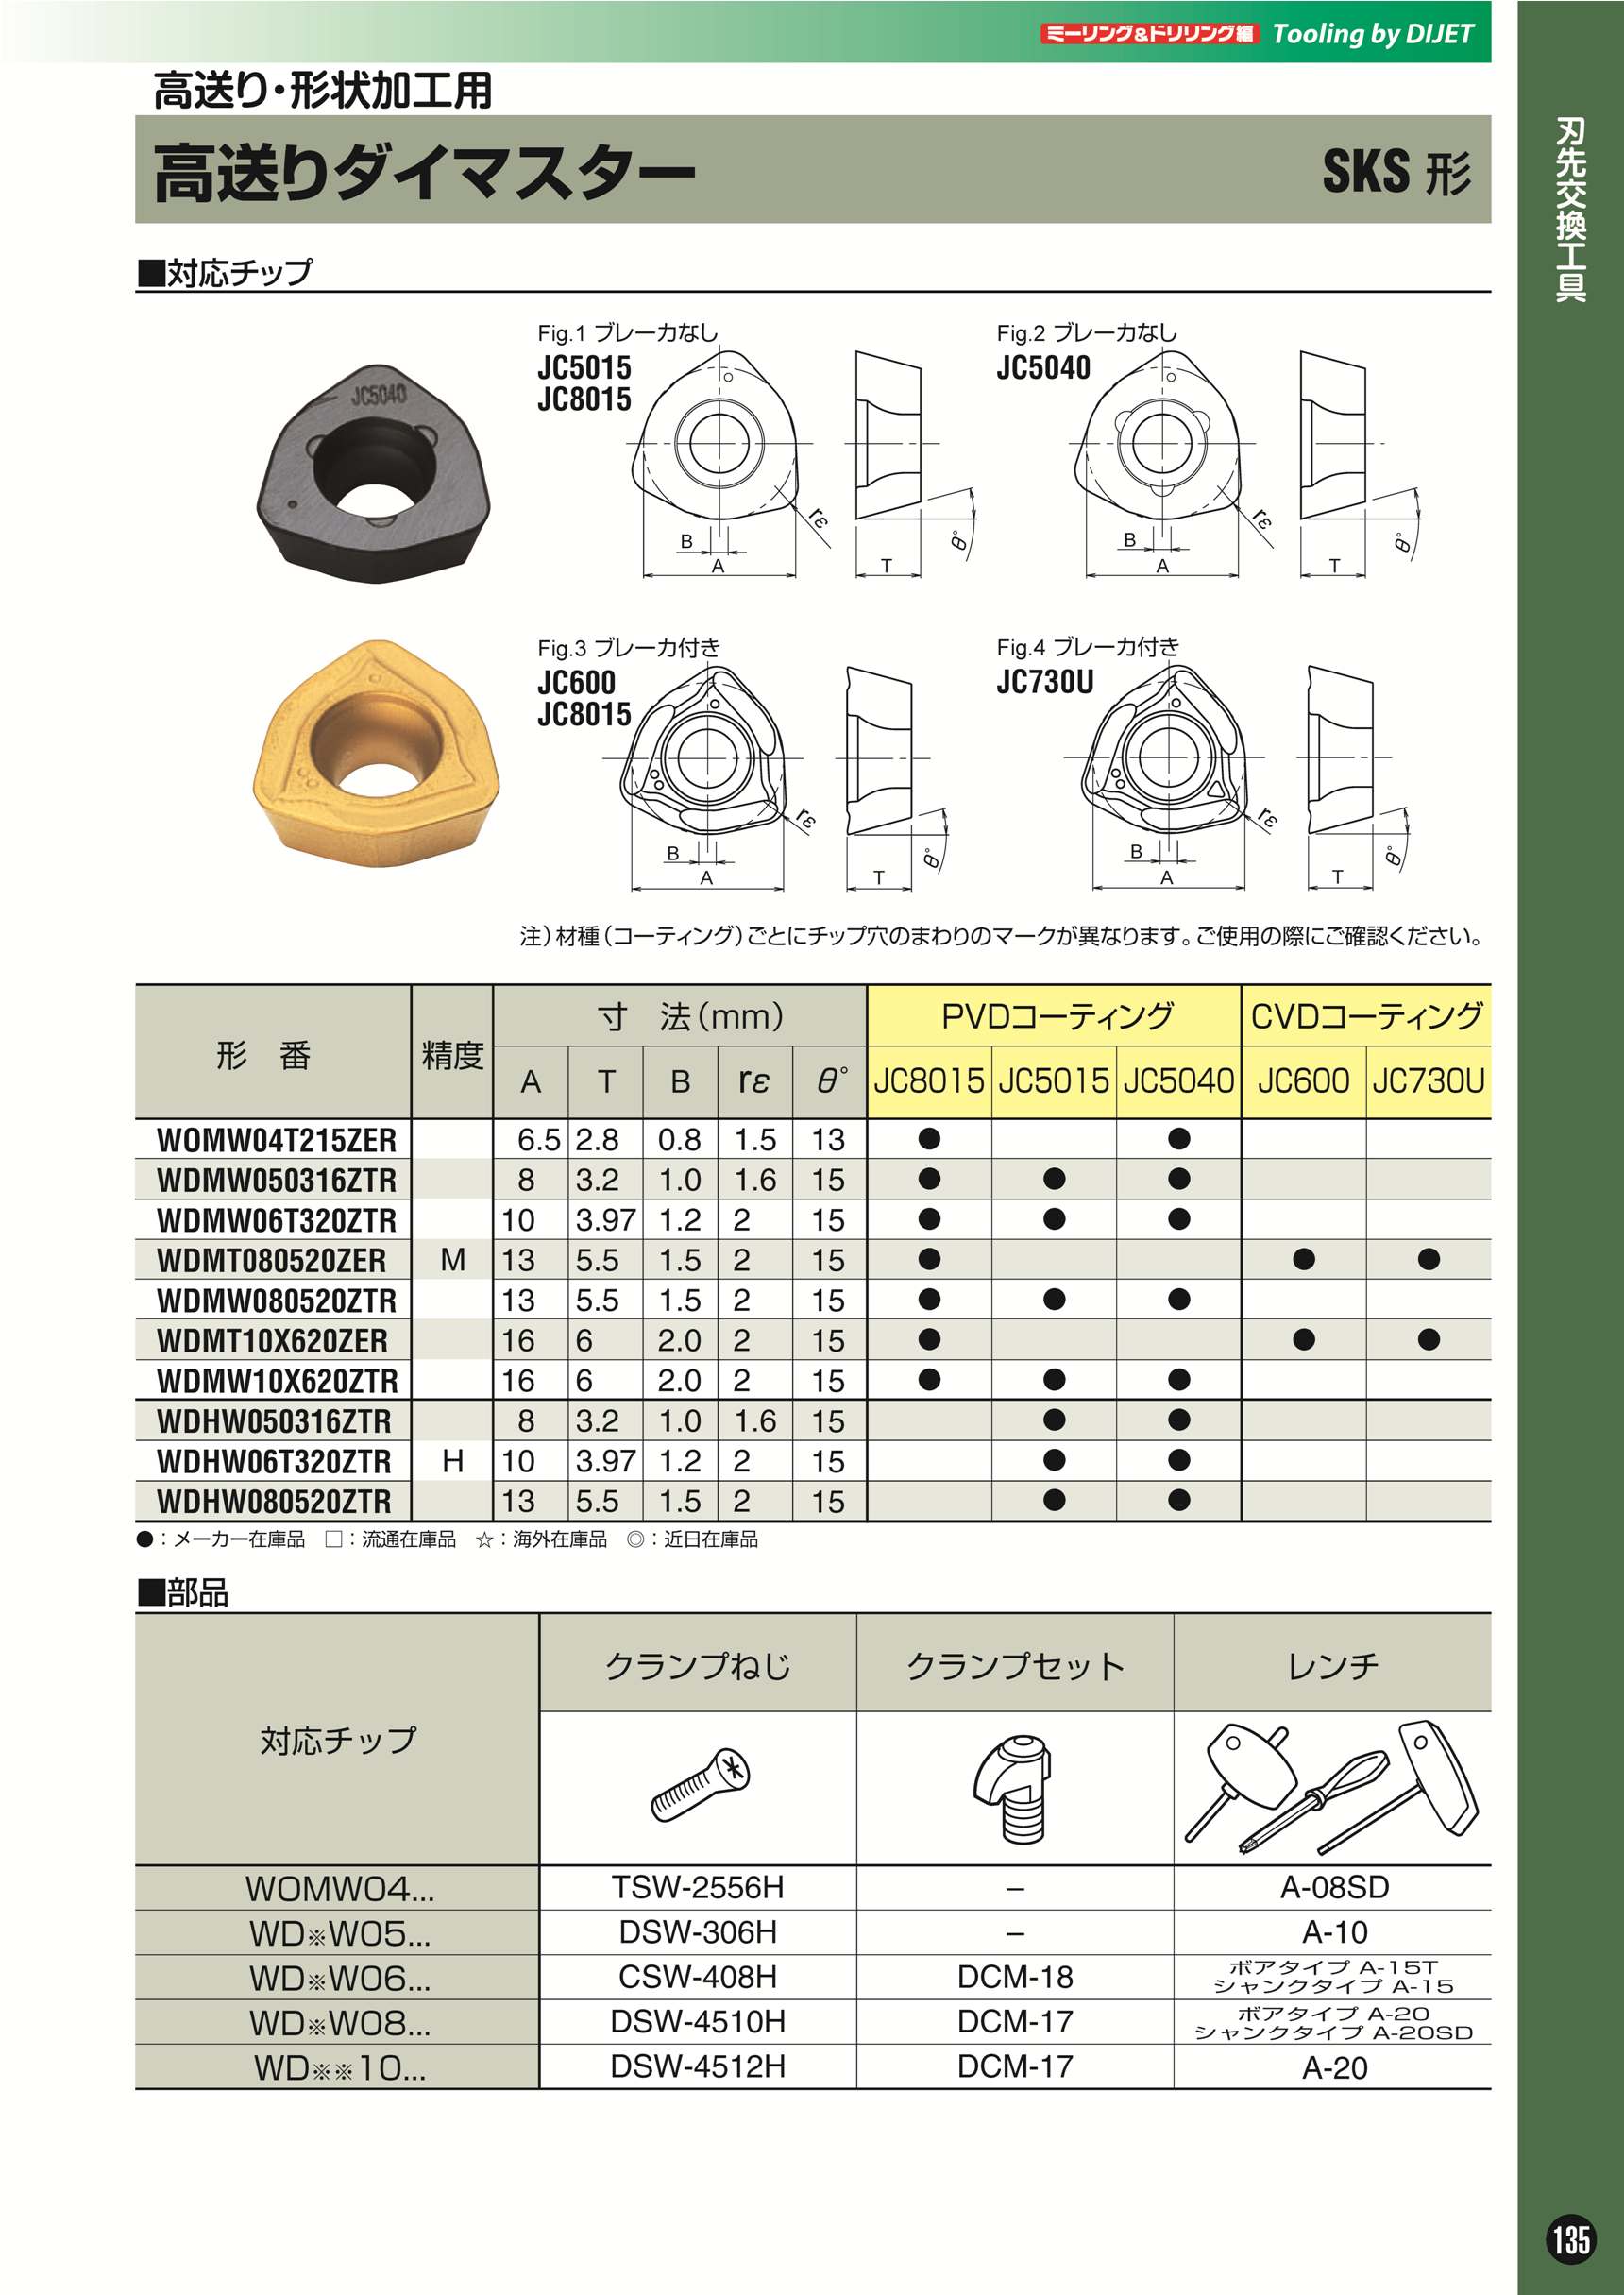 ミーリング&ドリリング編 Tooling by DIJET
高送り・形状加工用
高送りダイマスター SKS 形
刃先交換工具
■対応チップ
JC5040
Fig.1 ブレーカなし
JC5015
JC8015
rε
B
A
T
θ°
Fig.2 ブレーカなし
JC5040
rε
B
A
T
θ°
Fig.3 ブレーカ付き
JC600
JC8015
rε
B
A
T
θ°
Fig.4 ブレーカ付き
JC730U
rε
B
A
T
θ°
注）材種（コーティング）ごとにチップ穴のまわりのマークが異なります。ご使用の際にご確認ください。
形 番 精度 寸 法（mm） PVDコーティング CVDコーティング
A T B rε θ° JC8015 JC5015 JC5040 JC600 JC730U
WOMW04T215ZER 6.5 2.8 0.8 1.5 13 ● ●
WDMW050316ZTR 8 3.2 1.0 1.6 15 ● ● ●
WDMW06T320ZTR 10 3.97 1.2 2 15 ● ● ●
WDMT080520ZER M 13 5.5 1.5 2 15 ● ● ●
WDMW080520ZTR 13 5.5 1.5 2 15 ● ● ●
WDMT10X620ZER 16 6 2.0 2 15 ● ● ●
WDMW10X620ZTR 16 6 2.0 2 15 ● ● ●
WDHW050316ZTR 8 3.2 1.0 1.6 15 ● ●
WDHW06T320ZTR H 10 3.97 1.2 2 15 ● ●
WDHW080520ZTR 13 5.5 1.5 2 15 ● ●
●：メーカー在庫品 □：流通在庫品 ☆：海外在庫品 ◎：近日在庫品
■部品
対応チップ クランプねじ クランプセット レンチ
WOMW04... TSW-2556H － A-08SD
WD※W05... DSW-306H － A-10
WD※W06... CSW-408H DCM-18 ボアタイプ A-15T
シャンクタイプ A-15
WD※W08... DSW-4510H DCM-17 ボアタイプ A-20
シャンクタイプ A-20SD
WD※※10... DSW-4512H DCM-17 A-20
135